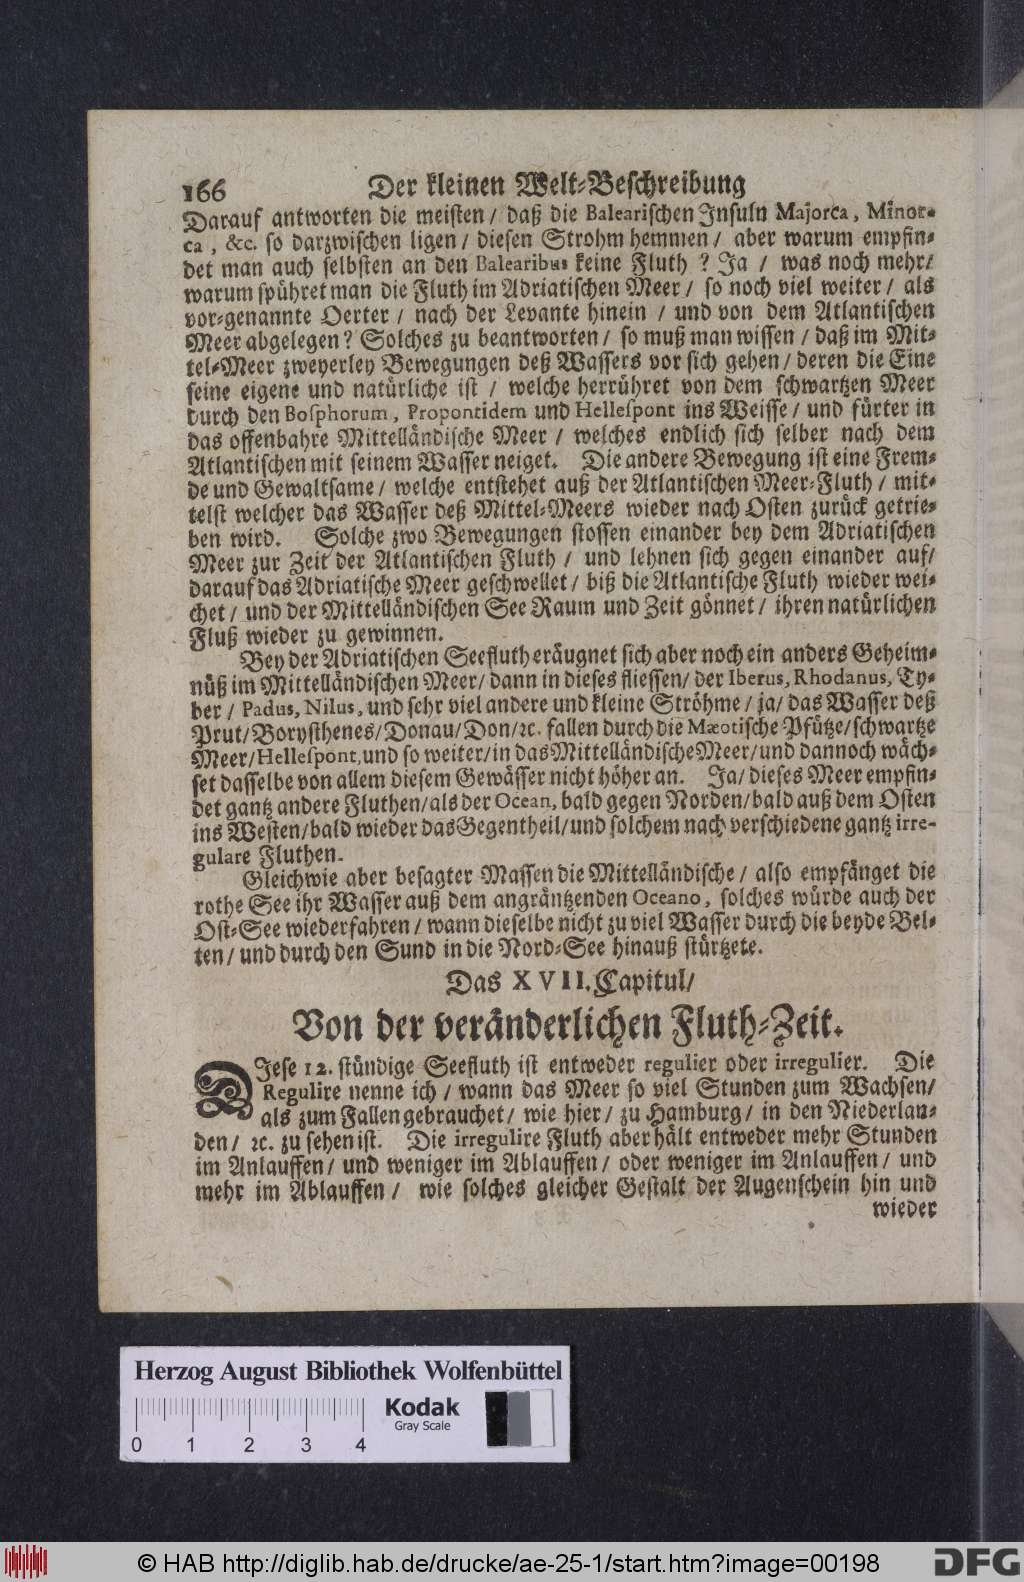 166 Der kleinen Welt-Beschreibung
Darauf antworten die meisten / daß die Balearischen Insuln Majorca, Minor-
ca, &c. so darzwischen ligen / diesen Strohm hemmen / aber warum empfin-
det man auch selbsten an den Balearibus keine Fluth ? Ja / was noch mehr /
warum spühret man die Fluth im Adriatischen Meer / so noch viel weiter / als
vor-genannte Oerter / nach der Levante hinein / und von dem Atlantischen
Meer abgelegen? Solches zu beantworten / so muß man wissen / daß im Mit-
tel-Meer zweyerley Bewegungen deß Wassers vor sich gehen / deren die Eine
seine eigene und natürliche ist / welche herrühret von dem schwartzen Meer
durch den Bosphorum, Propontidem und Hellespont ins Weisse / und fürter in
das offenbahre Mittelländische Meer / welches endlich sich selber nach dem
Atlantischen mit seinem Wasser neiget. Die andere Bewegung ist eine Frem-
de und Gewaltsame / welche entstehet auß der Atlantischen Meer-Fluth / mit-
telst welcher das Wasser deß Mittel-Meers wieder nach Osten zurück getrie-
ben wird. Solche zwo Bewegungen stossen einander bey dem Adriatischen
Meer zur Zeit der Atlantischen Fluth / und lehnen sich gegen einander auf /
darauf das Adriatische Meer geschwellet / biß die Atlantische Fluth wieder wei-
chet / und der Mittelländischen See Raum und Zeit gönnet / ihren natürlichen
Fluß wieder zu gewinnen.
Bey der Adriatischen Seefluth eräugnet sich aber noch ein anders Geheim-
nüß im Mittelländischen Meer / dann in dieses fliessen / der Iberus, Rhodanus, Ty-
ber / Padus, Nilus, und sehr viel andere und kleine Ströhme / ja / das Wasser deß
Prut / Borysthenes / Donau / Don / ꝛc. fallen durch die Mæotische Pfütze / schwartze
Meer / Hellespont, und so weiter / in das Mittelländische Meer / und dannoch wäch-
set dasselbe von allem diesem Gewässer nicht höher an. Ja / dieses Meer empfin-
det gantz andere Fluthen / als der Ocean, bald gegen Norden / bald auß dem Osten
ins Westen / bald wieder das Gegentheil / und solchem nach verschiedene gantz irre-
gulare Fluthen.
Gleichwie aber besagter Massen die Mittelländische / also empfänget die
rothe See ihr Wasser auß dem angräntzenden Oceano, solches würde auch der
Ost-See wiederfahren / wann dieselbe nicht zu viel Wasser durch die beyde Bel-
ten / und durch den Sund in die Nord-See hinauß stürtzete.
Das XVII. Capitul /
Von der veränderlichen Fluth-Zeit.
DIese 12. stündige Seefluth ist entweder regulier oder irregulier. Die
Regulire nenne ich / wann das Meer so viel Stunden zum Wachsen /
als zum Fallen gebrauchet / wie hier / zu Hamburg / in den Niederlan-
den / ꝛc. zu sehen ist. Die irregulire Fluth aber hält entweder mehr Stunden
im Anlauffen / und weniger im Ablauffen / oder weniger im Anlauffen / und
mehr im Ablauffen / wie solches gleicher Gestalt der Augenschein hin und
wieder
Herzog August Bibliothek Wolfenbüttel
Kodak
Gray Scale
0 1 2 3 4
© HAB http://diglib.hab.de/drucke/ae-25-1/start.htm?image=00198
DFG